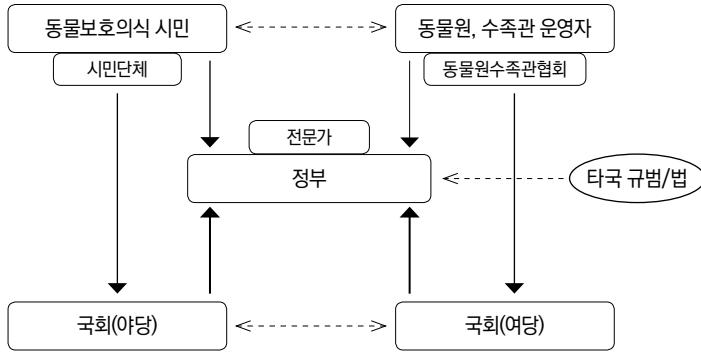 동물보호의식 시민
동물원, 수족관 운영자
시민단체
동물원수족관협회
전문가
정부
타국 규범/법
국회(야당)
국회(여당)